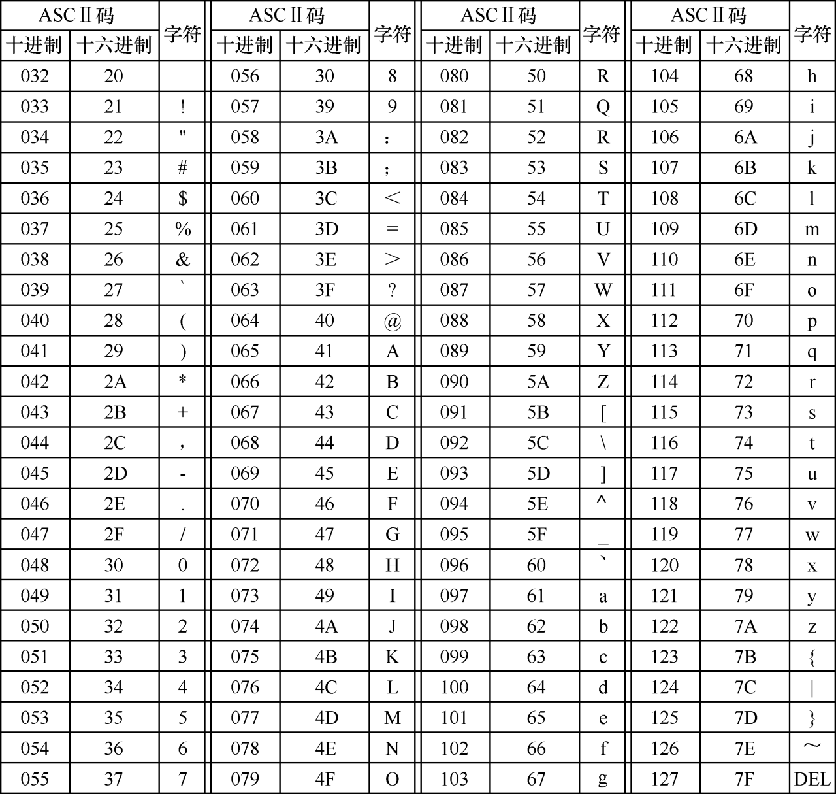 ASCⅡ码 字符 ASCⅡ码 字符 ASCⅡ码 字符 ASCⅡ码 字符
十进制 十六进制 十进制 十六进制 十进制 十六进制 十进制 十六进制
032 20 056 30 8 080 50 R 104 68 h
033 21 ! 057 39 9 081 51 Q 105 69 i
034 22 " 058 3A : 082 52 R 106 6A j
035 23 # 059 3B ; 083 53 S 107 6B k
036 24 $ 060 3C < 084 54 T 108 6C l
037 25 % 061 3D = 085 55 U 109 6D m
038 26 & 062 3E > 086 56 V 110 6E n
039 27 ` 063 3F ? 087 57 W 111 6F o
040 28 ( 064 40 @ 088 58 X 112 70 p
041 29 ) 065 41 A 089 59 Y 113 71 q
042 2A * 066 42 B 090 5A Z 114 72 r
043 2B + 067 43 C 091 5B [ 115 73 s
044 2C , 068 44 D 092 5C \ 116 74 t
045 2D - 069 45 E 093 5D ] 117 75 u
046 2E . 070 46 F 094 5E ^ 118 76 v
047 2F / 071 47 G 095 5F _ 119 77 w
048 30 0 072 48 H 096 60 ` 120 78 x
049 31 1 073 49 I 097 61 a 121 79 y
050 32 2 074 4A J 098 62 b 122 7A z
051 33 3 075 4B K 099 63 c 123 7B {
052 34 4 076 4C L 100 64 d 124 7C |
053 35 5 077 4D M 101 65 e 125 7D }
054 36 6 078 4E N 102 66 f 126 7E ~
055 37 7 079 4F O 103 67 g 127 7F DEL